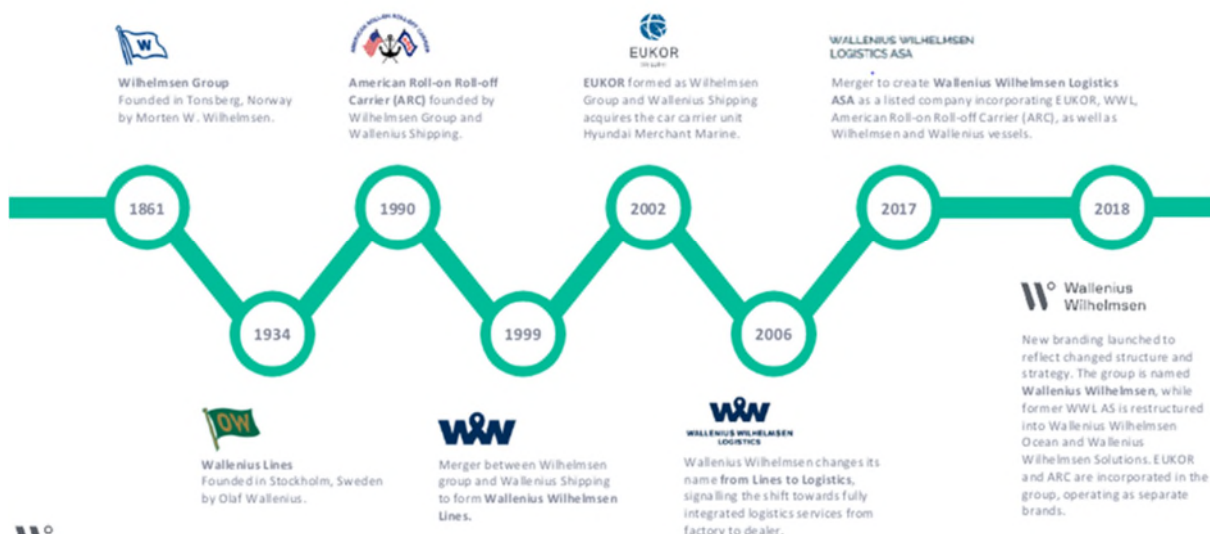 W
Wilhelmsen Group
Founded in Tonsberg, Norway
by Morten W. Wilhelmsen.
AMERICAN ROLL-ON ROLL-OFF CARRIER
American Roll-on Roll-off
Carrier (ARC) founded by
Wilhelmsen Group and
Wallenius Shipping.
EUKOR
EUKOR formed as Wilhelmsen
Group and Wallenius Shipping
acquires the car carrier unit
Hyundai Merchant Marine.
WALLENIUS WILHELMSEN
LOGISTICS ASA
Merger to create Wallenius Wilhelmsen Logistics
ASA as a listed company incorporating EUKOR, WWL,
American Roll-on Roll-off Carrier (ARC), as well as
Wilhelmsen and Wallenius vessels.
1861
1990
2002
2017
2018
1934
1999
2006
OW
Wallenius Lines
Founded in Stockholm, Sweden
by Olaf Wallenius.
WW
Merger between Wilhelmsen
group and Wallenius Shipping
to form Wallenius Wilhelmsen
Lines.
WW
WALLENIUS WILHELMSEN
LOGISTICS
Wallenius Wilhelmsen changes its
name from Lines to Logistics,
signalling the shift towards fully
integrated logistics services from
factory to dealer.
Wallenius
Wilhelmsen
New branding launched to
reflect changed structure and
strategy. The group is named
Wallenius Wilhelmsen, while
former WWL AS is restructured
into Wallenius Wilhelmsen
Ocean and Wallenius
Wilhelmsen Solutions. EUKOR
and ARC are incorporated in the
group, operating as separate
brands.